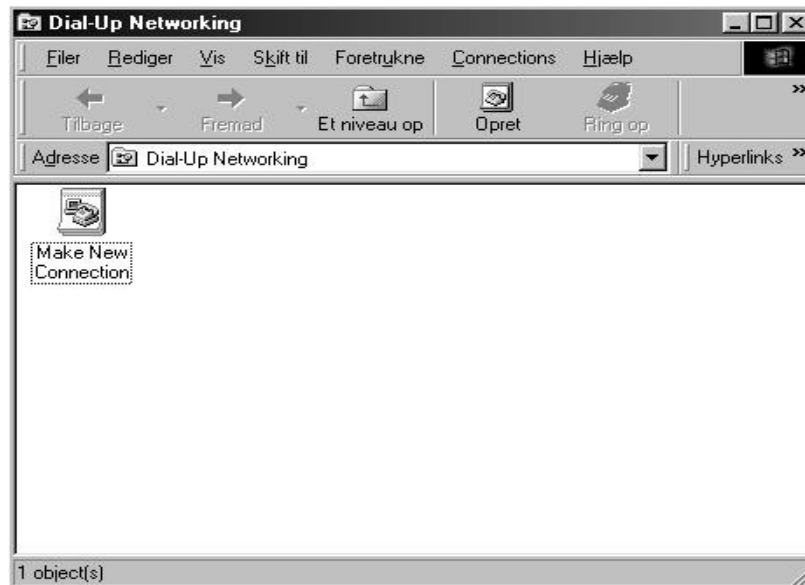 Dial-Up Networking
Filer Rediger Vis Skift til Foretrukne Connections Hjælp
Tilbage Fremad Et niveau op Opret Ring op »
Adresse Dial-Up Networking Hyperlinks »
Make New
Connection
1 object(s)